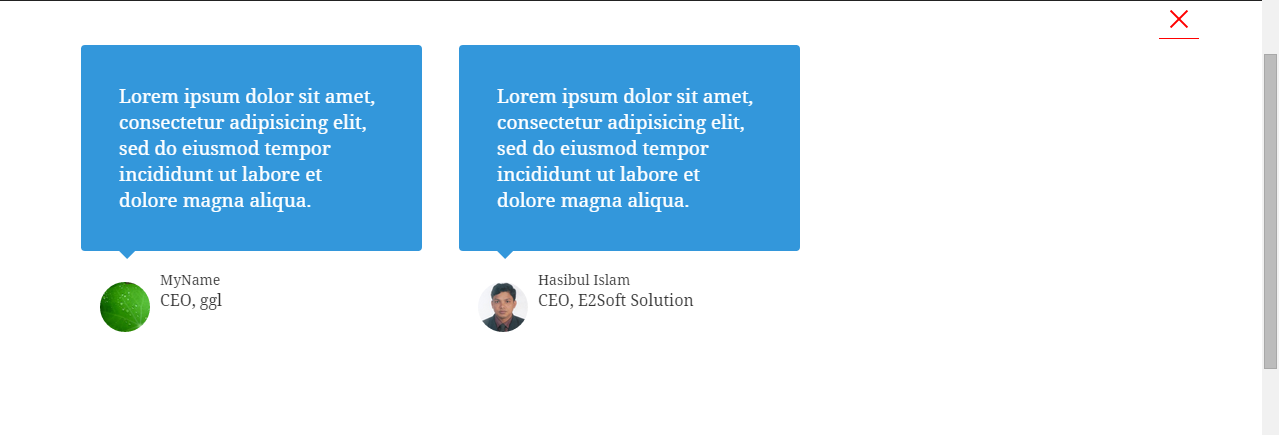 Lorem ipsum dolor sit amet,
consectetur adipisicing elit,
sed do eiusmod tempor
incididunt ut labore et
dolore magna aliqua.
MyName
CEO, ggl
Lorem ipsum dolor sit amet,
consectetur adipisicing elit,
sed do eiusmod tempor
incididunt ut labore et
dolore magna aliqua.
Hasibul Islam
CEO, E2Soft Solution